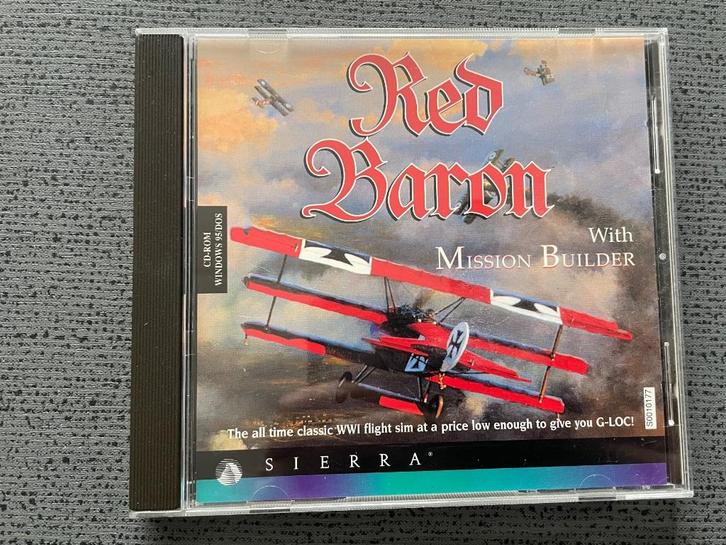 Red
Baron
With
MISSION BUILDER
CD-ROM
WINDOWS 95/DOS
The all time classic WWI flight sim at a price low enough to give you G-LOC!
S0010177
SIERRA®